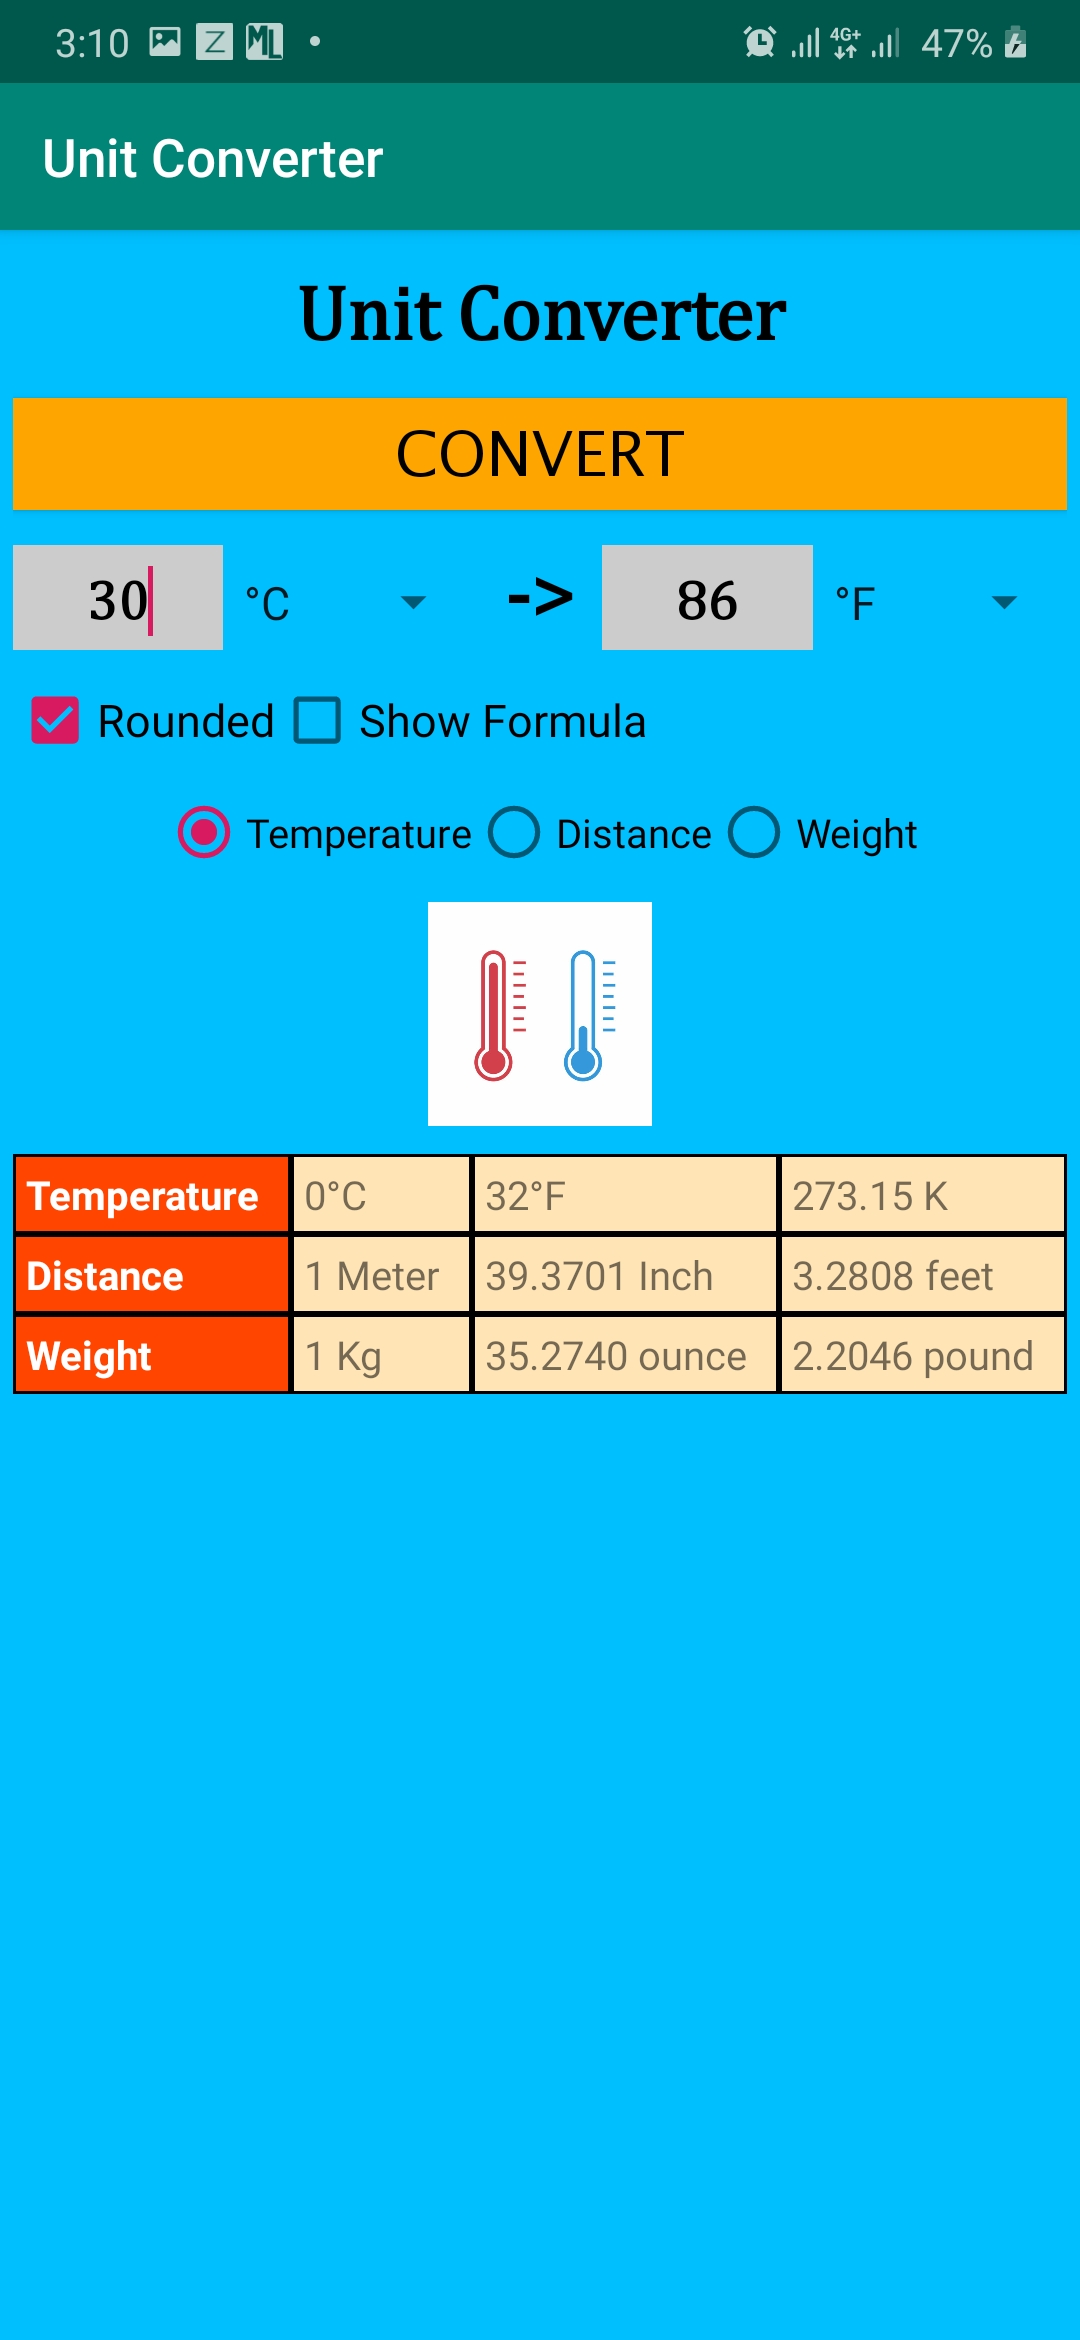 3:10 Z ML 4G+ 47%
Unit Converter
Unit Converter
CONVERT
30 °C -> 86 °F
Rounded Show Formula
Temperature Distance Weight
Temperature 0°C 32°F 273.15 K
Distance 1 Meter 39.3701 Inch 3.2808 feet
Weight 1 Kg 35.2740 ounce 2.2046 pound